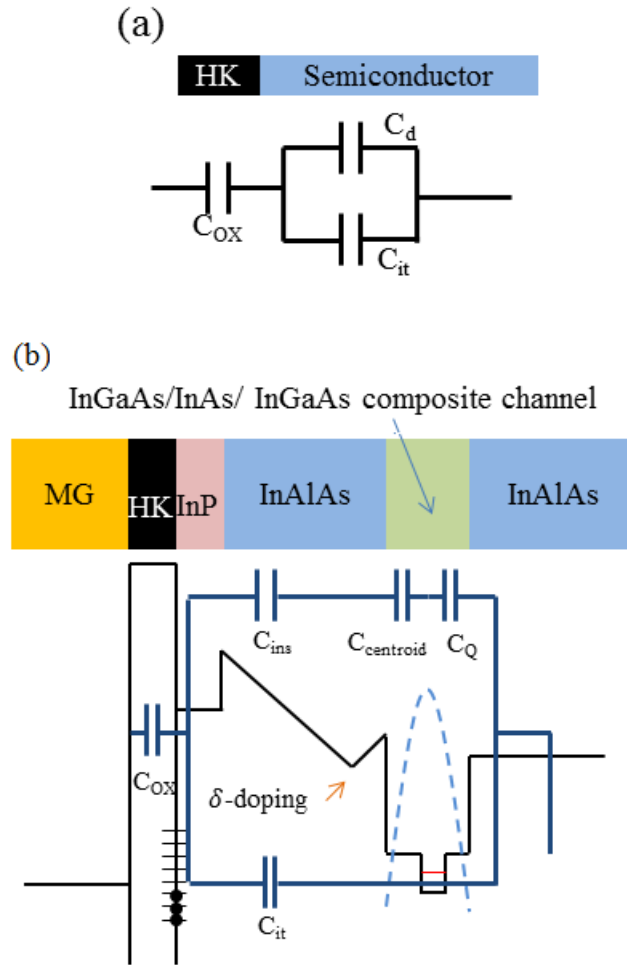 (a)
HK Semiconductor
C_d
C_OX
C_it
(b)
InGaAs/InAs/ InGaAs composite channel
MG HK InP InAlAs InAlAs
C_ins C_centroid C_Q
C_OX
δ-doping
C_it